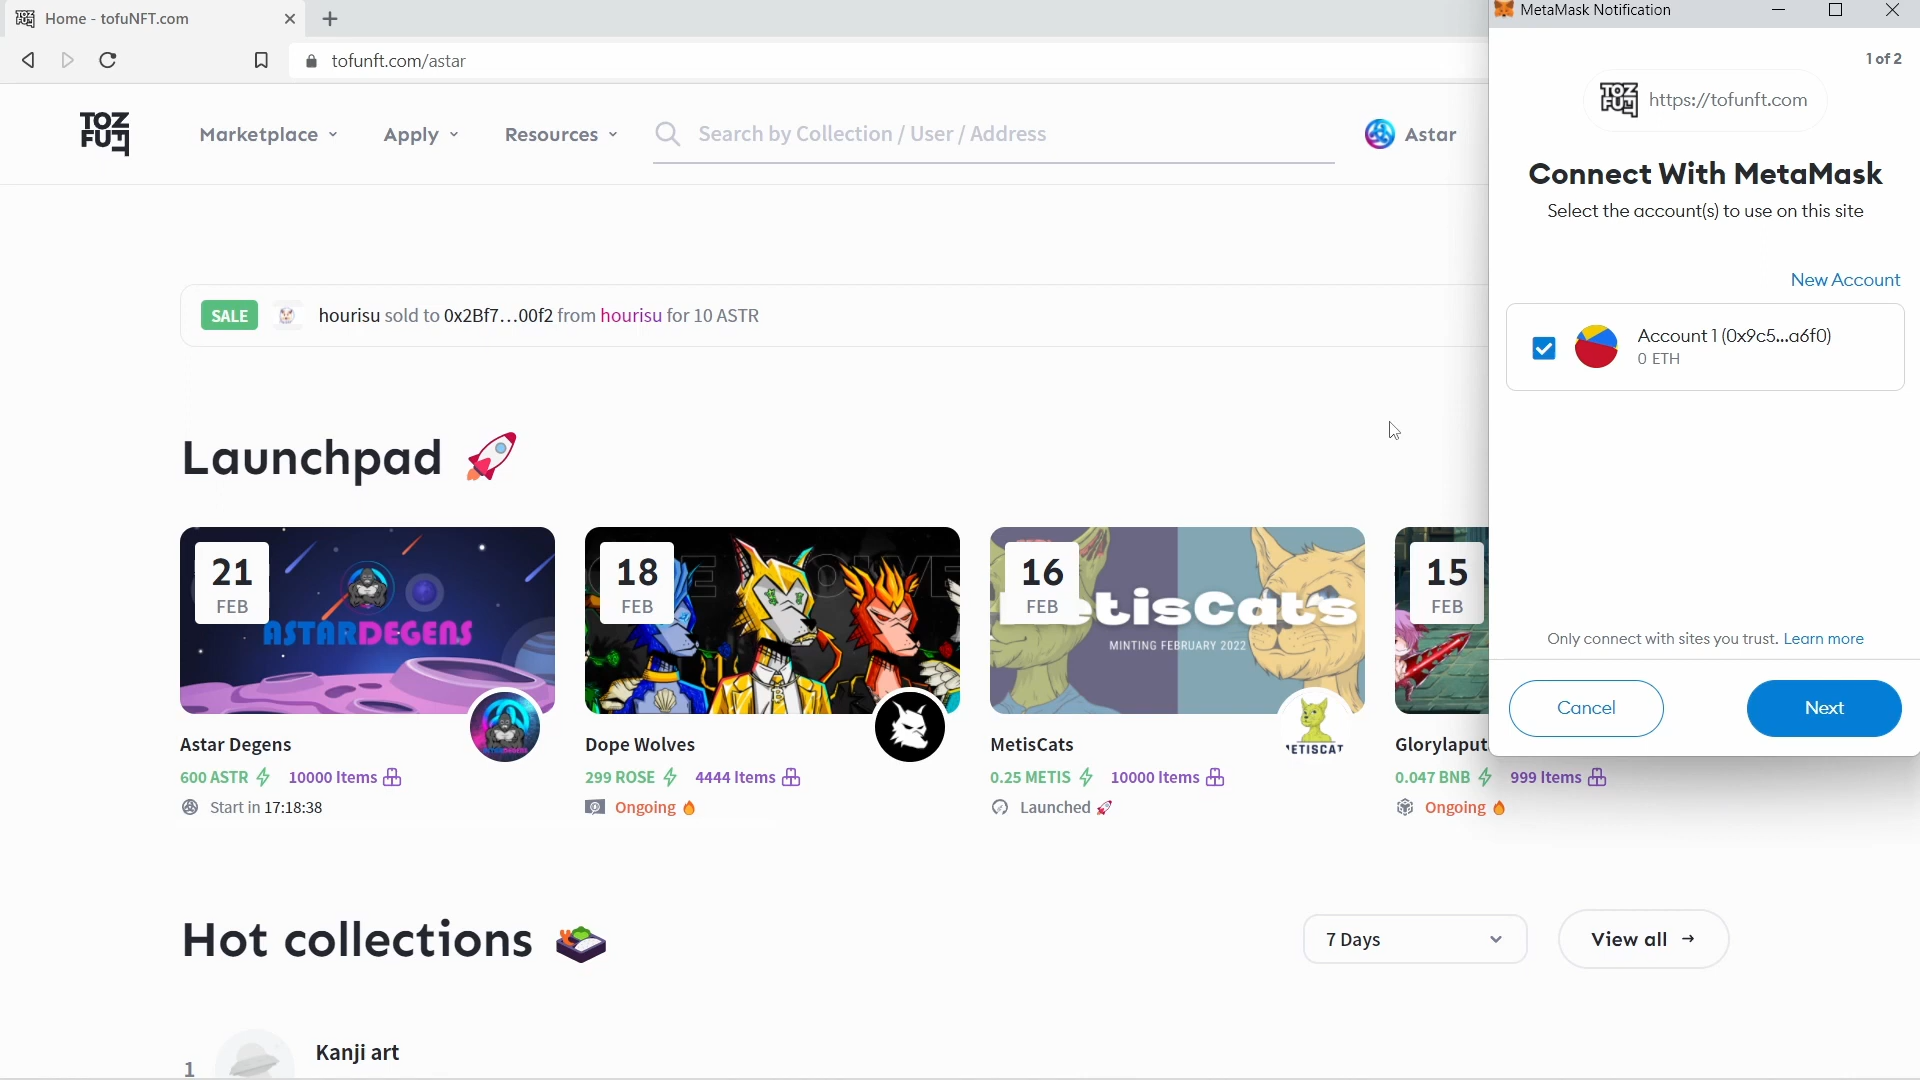 Home - tofuNFT.com
tofunft.com/astar
TOZ
FUE
Marketplace
Apply
Resources
Search by Collection / User / Address
Astar
SALE
hourisu sold to 0x2Bf7...00f2 from hourisu for 10 ASTR
Launchpad
21
FEB
ASTARDEGENS
Astar Degens
600 ASTR
10000 Items
Start in 17:18:38
18
FEB
Dope Wolves
299 ROSE
4444 Items
Ongoing
16
FEB
MetisCats
MINTING FEBRUARY 2022
METISCAT
MetisCats
0.25 METIS
10000 Items
Launched
15
FEB
Glorylaput
0.047 BNB
999 Items
Ongoing
Hot collections
7 Days
View all →
1
Kanji art
MetaMask Notification
1 of 2
https://tofunft.com
Connect With MetaMask
Select the account(s) to use on this site
New Account
Account 1 (0x9c5...a6f0)
0 ETH
Only connect with sites you trust. Learn more
Cancel
Next